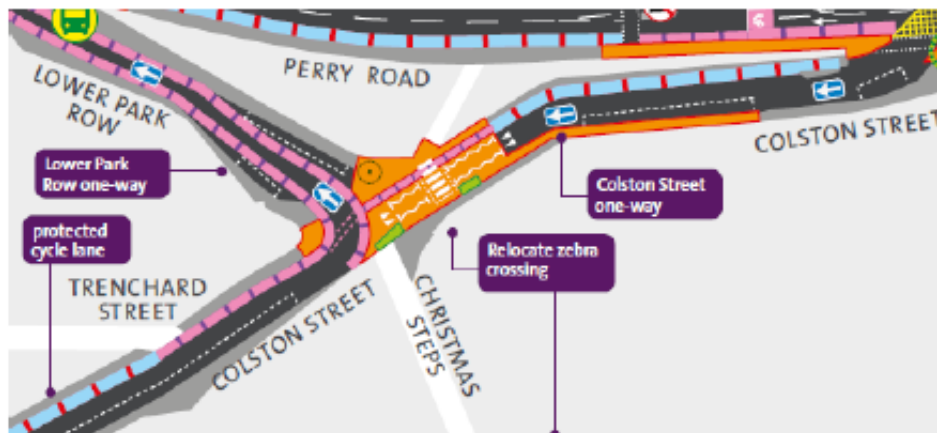 PERRY ROAD
LOWER PARK
ROW
COLSTON STREET
Lower Park
Row one-way
Colston Street
one-way
protected
cycle lane
Relocate zebra
crossing
TRENCHARD
STREET
COLSTON STREET
CHRISTMAS
STEPS